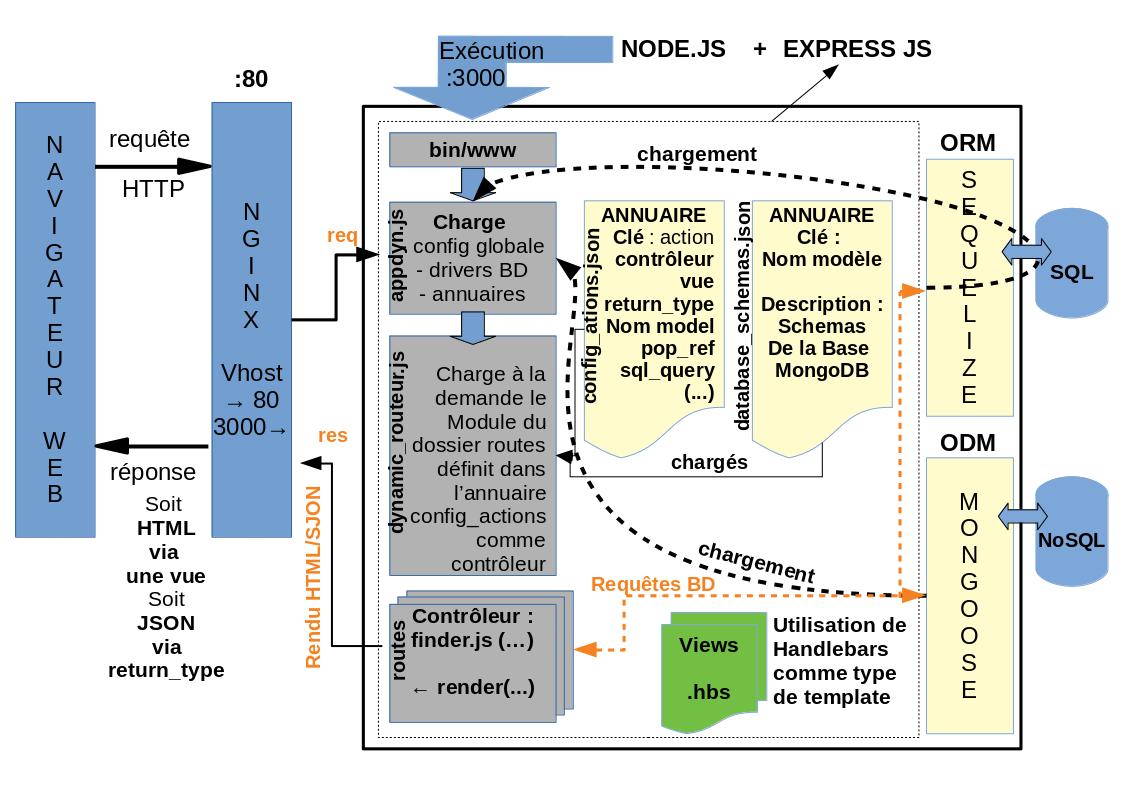 Exécution
:3000
NODE.JS + EXPRESS JS
:80
NAVIGATEUR WEB
requête
HTTP
NGINX
Vhost
→ 80
3000→
réponse
Soit
HTML
via
une vue
Soit
JSON
via
return_type
req
res
Rendu HTML/SJON
bin/www
appdyn.js
Charge
config globale
- drivers BD
- annuaires
dynamic_routeur.js
Charge à la
demande le
Module du
dossier routes
définit dans
l’annuaire
config_actions
comme
contrôleur
routes
Contrôleur :
finder.js (…)
← render(...)
chargement
config_ations.json
ANNUAIRE
Clé : action
contrôleur
vue
return_type
Nom model
pop_ref
sql_query
(...)
database_schemas.json
ANNUAIRE
Clé :
Nom modèle
Description :
Schemas
De la Base
MongoDB
chargés
chargement
Requêtes BD
Views
.hbs
Utilisation de
Handlebars
comme type
de template
ORM
SEQUELIZE
SQL
ODM
MONGOOSE
NoSQL